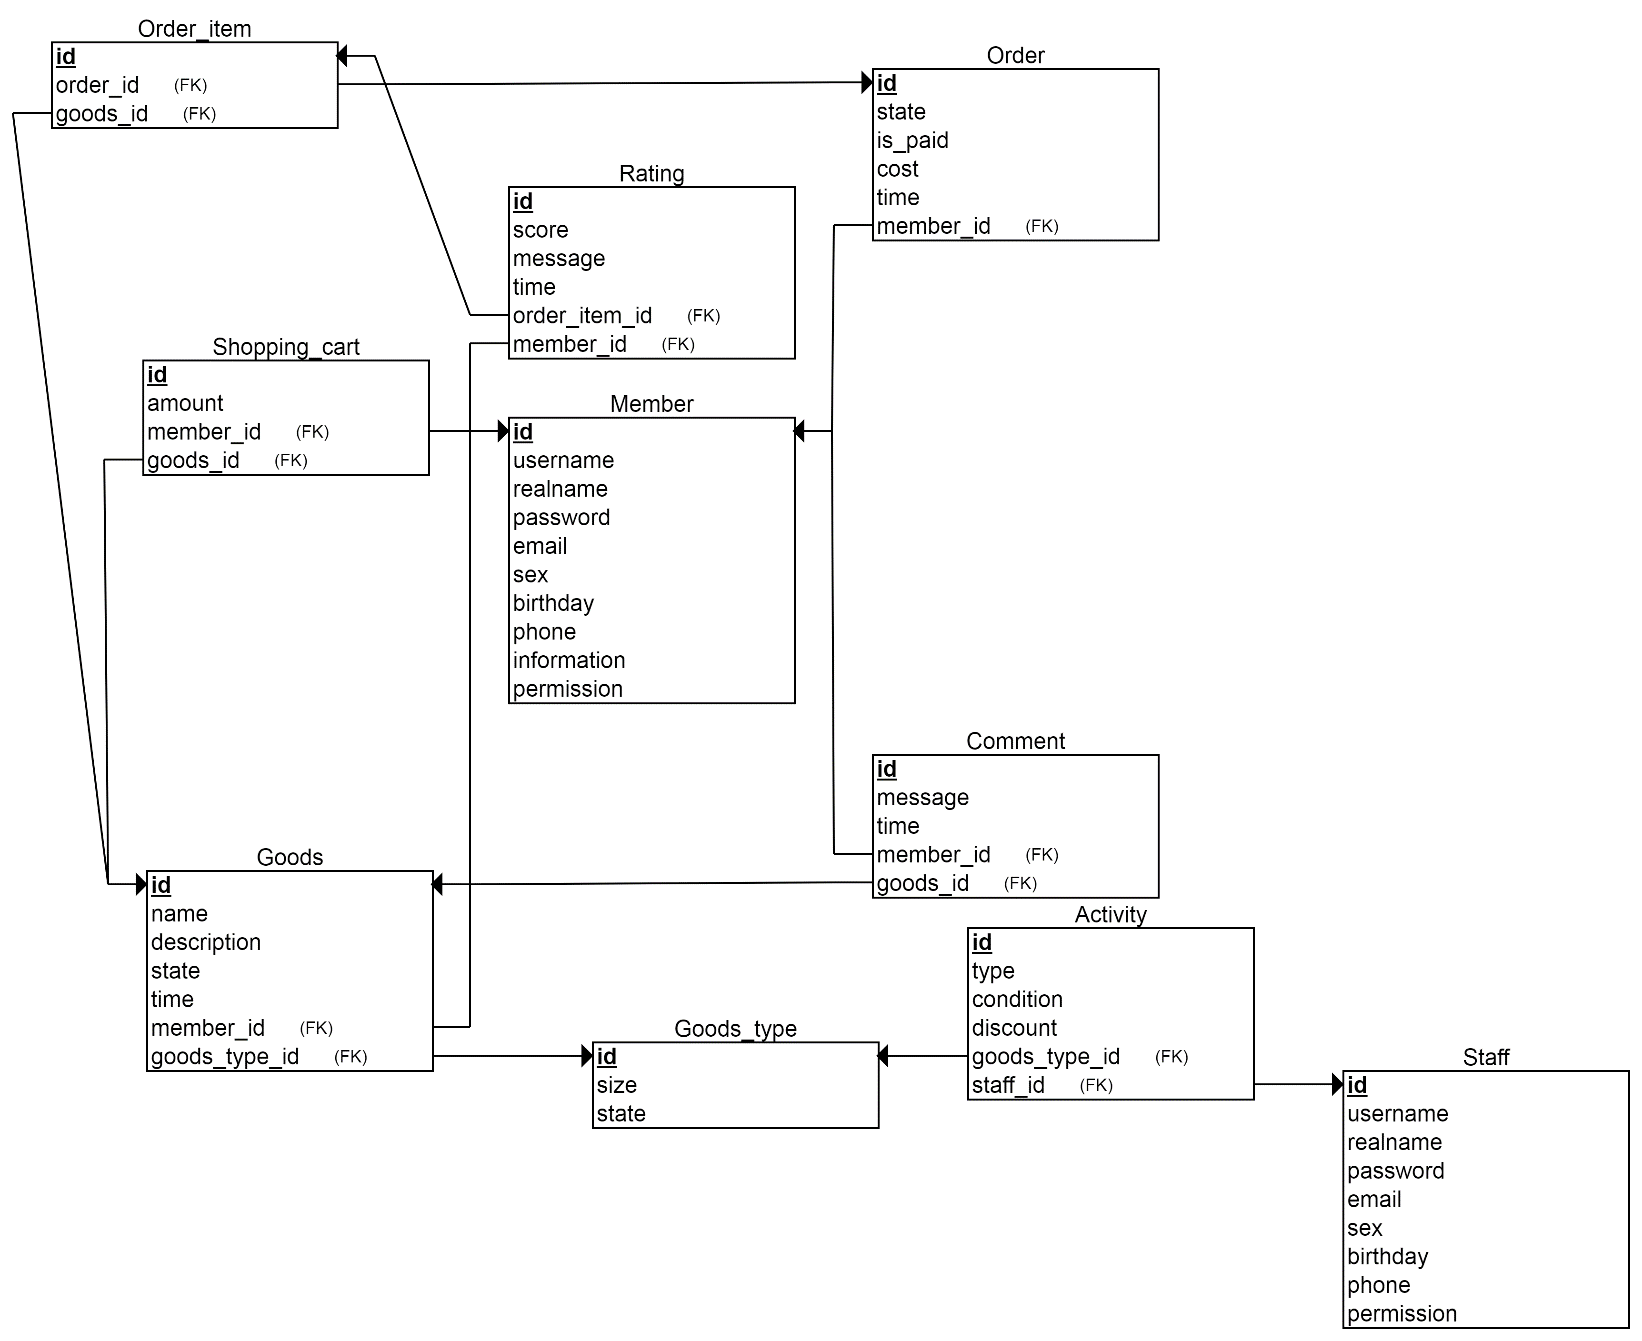 Order_item
id
order_id (FK)
goods_id (FK)
Order
id
state
is_paid
cost
time
member_id (FK)
Rating
id
score
message
time
order_item_id (FK)
member_id (FK)
Shopping_cart
id
amount
member_id (FK)
goods_id (FK)
Member
id
username
realname
password
email
sex
birthday
phone
information
permission
Comment
id
message
time
member_id (FK)
goods_id (FK)
Goods
id
name
description
state
time
member_id (FK)
goods_type_id (FK)
Activity
id
type
condition
discount
goods_type_id (FK)
staff_id (FK)
Goods_type
id
size
state
Staff
id
username
realname
password
email
sex
birthday
phone
permission